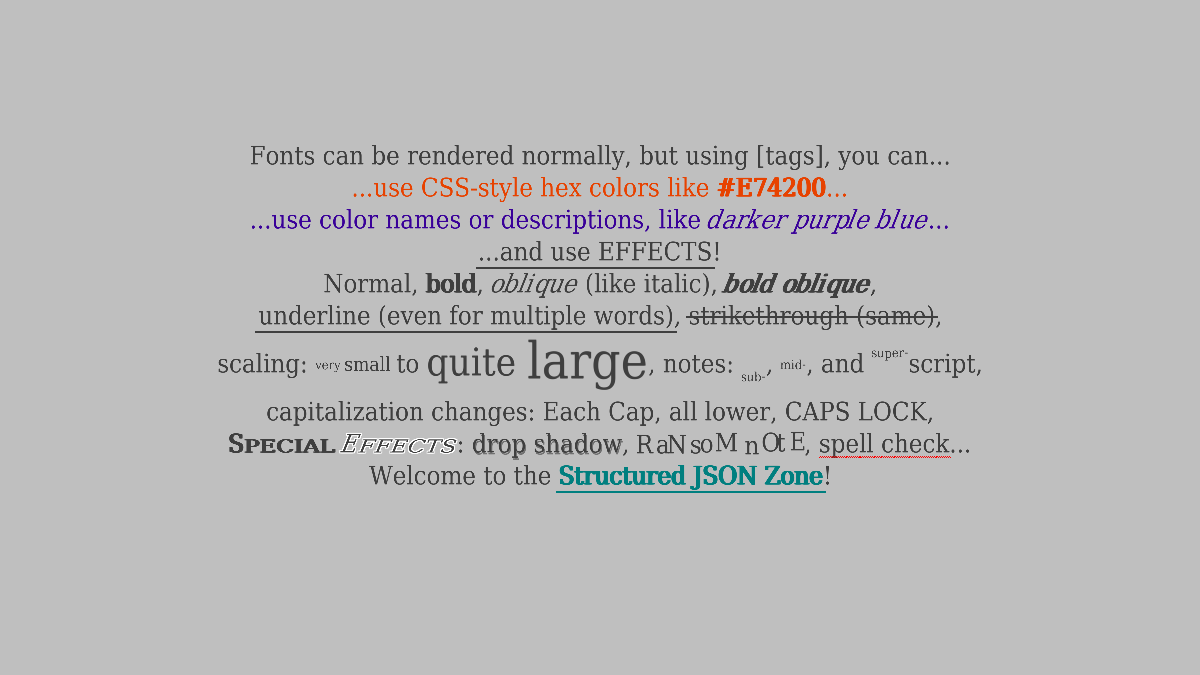 Fonts can be rendered normally, but using [tags], you can...
...use CSS-style hex colors like #E74200...
...use color names or descriptions, like darker purple blue...
...and use EFFECTS!
Normal, bold, oblique (like italic), bold oblique,
underline (even for multiple words), strikethrough (same),
scaling: very small to quite large, notes: sub-, mid-, and super-script,
capitalization changes: Each Cap, all lower, CAPS LOCK,
SPECIAL EFFECTS: drop shadow, RaNsoM nOtE, spell check...
Welcome to the Structured JSON Zone!